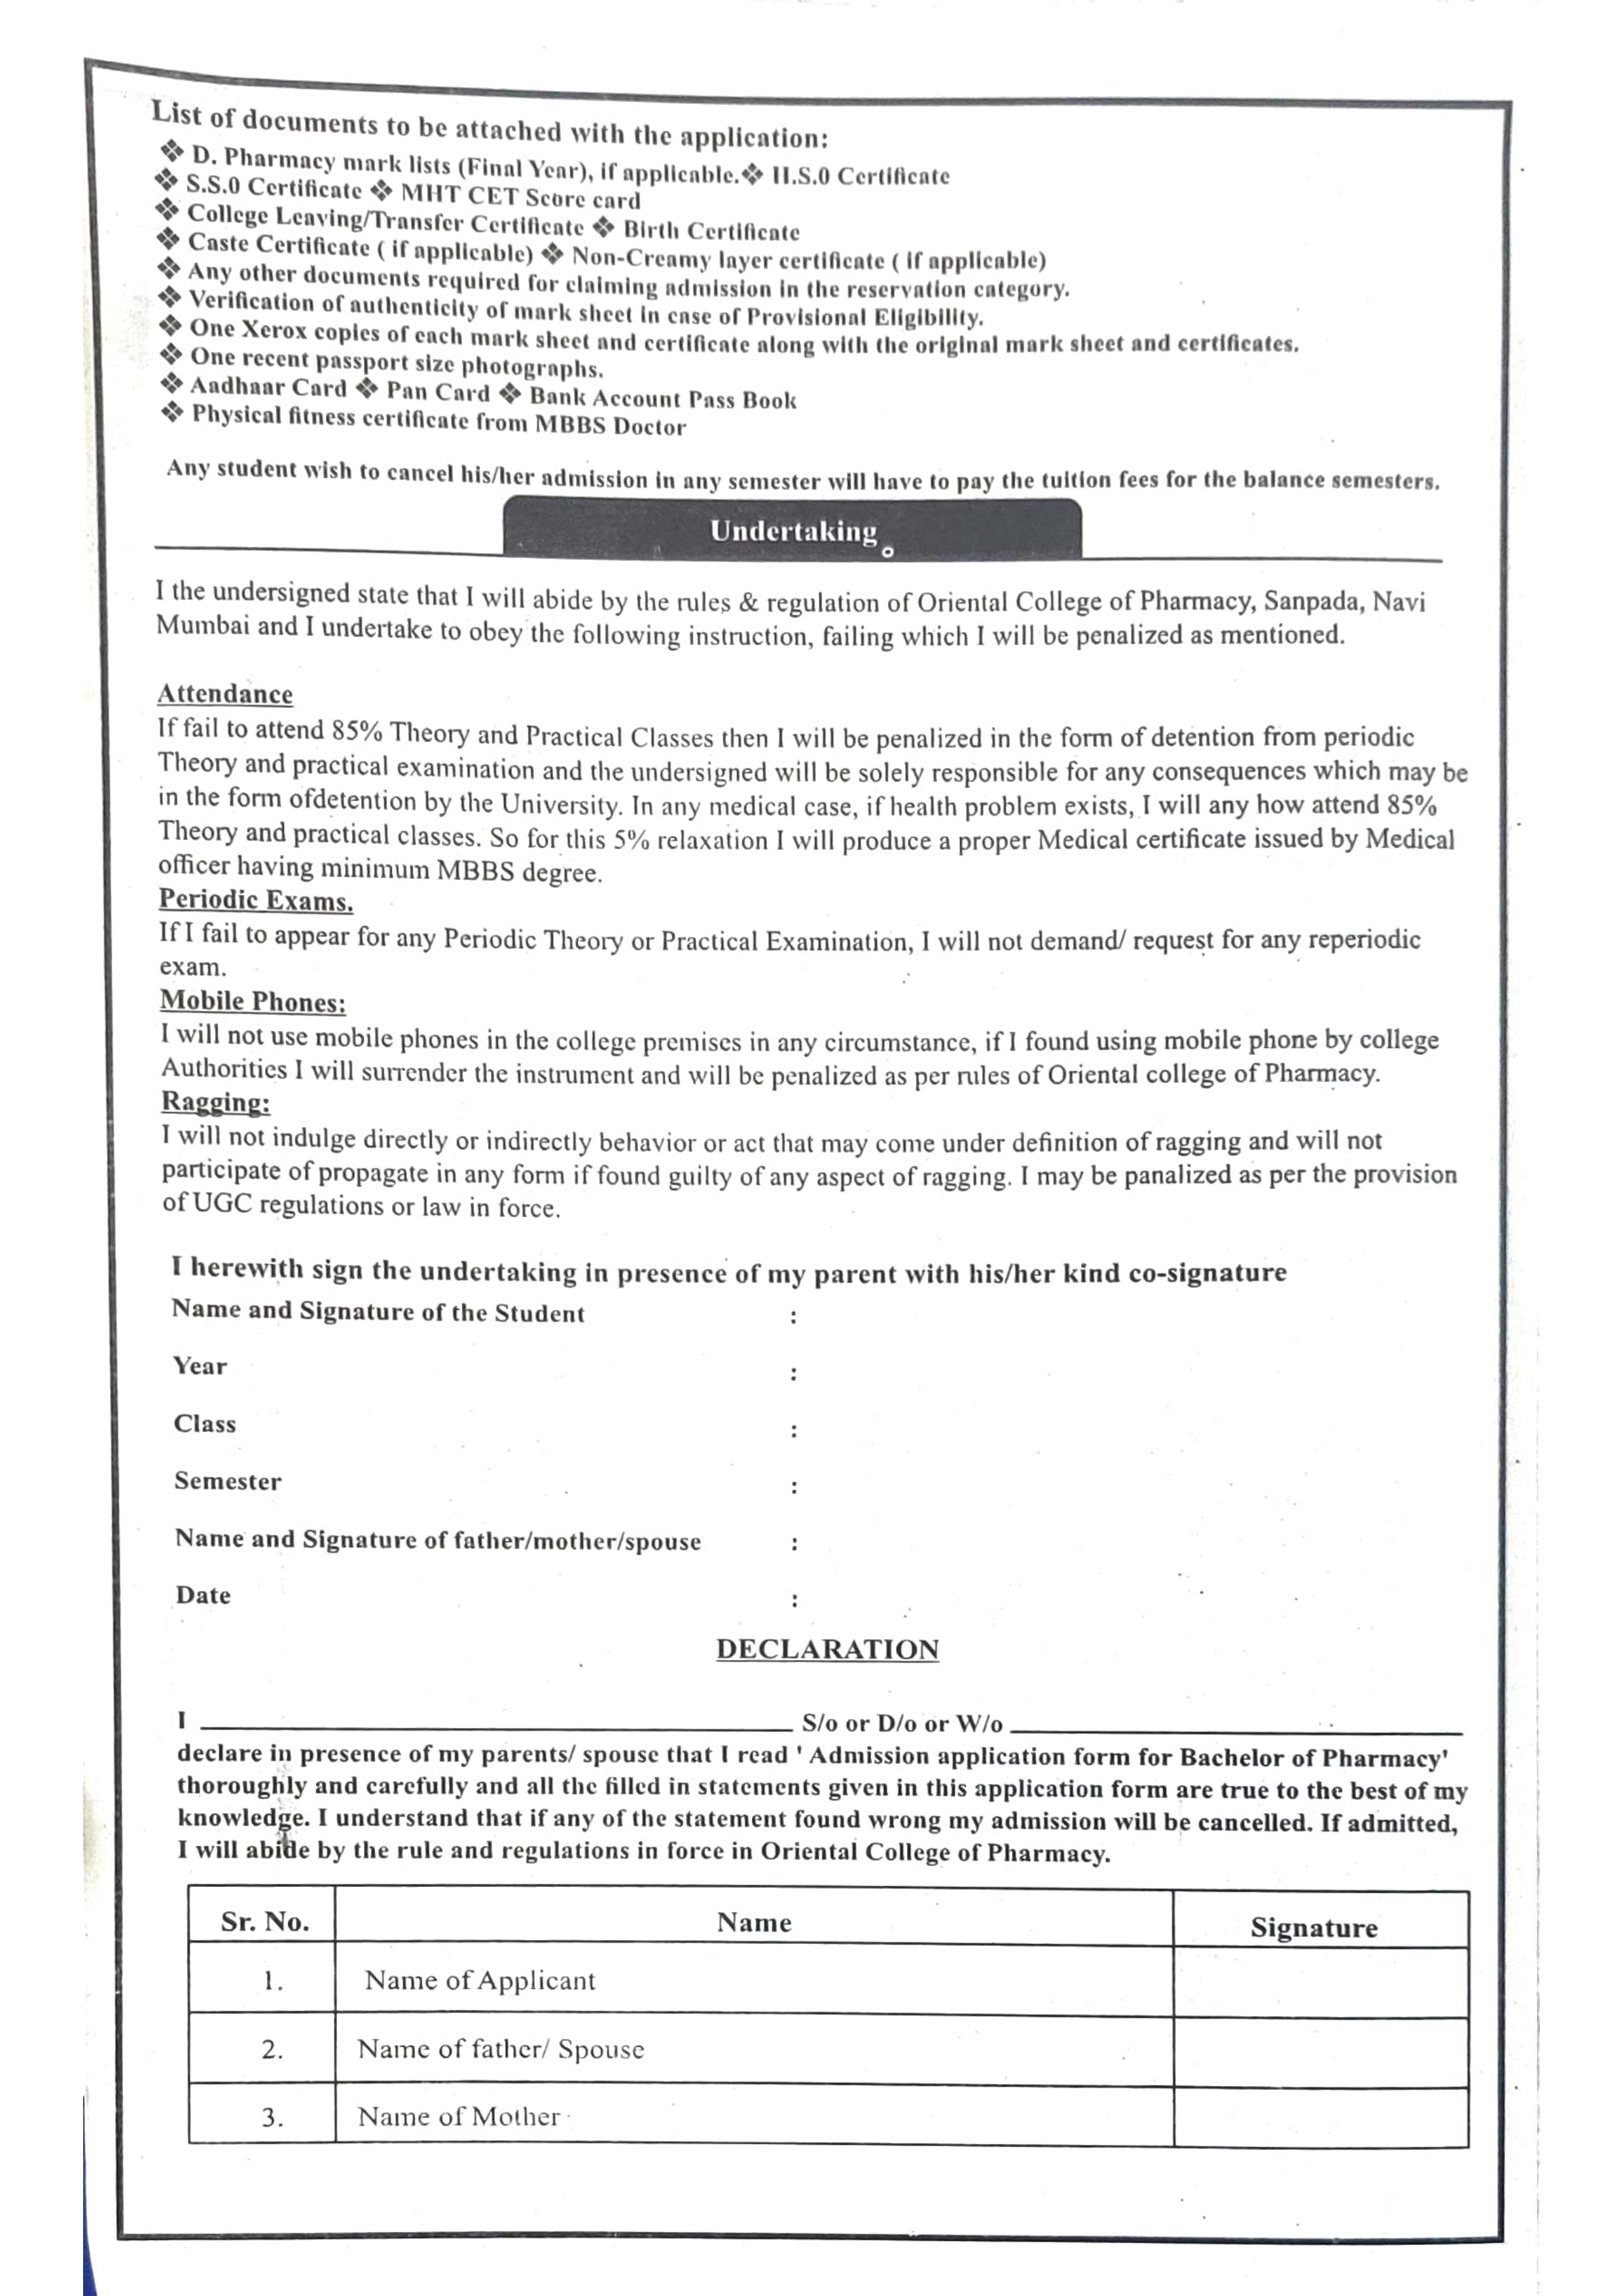 List of documents to be attached with the application:
❖ D. Pharmacy mark lists (Final Year), if applicable.❖ H.S.0 Certificate
❖ S.S.0 Certificate ❖ MHT CET Score card
❖ College Leaving/Transfer Certificate ❖ Birth Certificate
❖ Caste Certificate ( if applicable) ❖ Non-Creamy layer certificate ( if applicable)
❖ Any other documents required for claiming admission in the reservation category.
❖ Verification of authenticity of mark sheet in case of Provisional Eligibility.
❖ One Xerox copies of each mark sheet and certificate along with the original mark sheet and certificates.
❖ One recent passport size photographs.
❖ Aadhaar Card ❖ Pan Card ❖ Bank Account Pass Book
❖ Physical fitness certificate from MBBS Doctor
Any student wish to cancel his/her admission in any semester will have to pay the tuition fees for the balance semesters.
Undertaking
I the undersigned state that I will abide by the rules & regulation of Oriental College of Pharmacy, Sanpada, Navi
Mumbai and I undertake to obey the following instruction, failing which I will be penalized as mentioned.
Attendance
If fail to attend 85% Theory and Practical Classes then I will be penalized in the form of detention from periodic
Theory and practical examination and the undersigned will be solely responsible for any consequences which may be
in the form ofdetention by the University. In any medical case, if health problem exists, I will any how attend 85%
Theory and practical classes. So for this 5% relaxation I will produce a proper Medical certificate issued by Medical
officer having minimum MBBS degree.
Periodic Exams.
If I fail to appear for any Periodic Theory or Practical Examination, I will not demand/ request for any reperiodic
exam.
Mobile Phones:
I will not use mobile phones in the college premises in any circumstance, if I found using mobile phone by college
Authorities I will surrender the instrument and will be penalized as per rules of Oriental college of Pharmacy.
Ragging:
I will not indulge directly or indirectly behavior or act that may come under definition of ragging and will not
participate of propagate in any form if found guilty of any aspect of ragging. I may be panalized as per the provision
of UGC regulations or law in force.
I herewith sign the undertaking in presence of my parent with his/her kind co-signature
Name and Signature of the Student :
Year :
Class :
Semester :
Name and Signature of father/mother/spouse :
Date :
DECLARATION
I ____________ S/o or D/o or W/o ____________
declare in presence of my parents/ spouse that I read ' Admission application form for Bachelor of Pharmacy'
thoroughly and carefully and all the filled in statements given in this application form are true to the best of my
knowledge. I understand that if any of the statement found wrong my admission will be cancelled. If admitted,
I will abide by the rule and regulations in force in Oriental College of Pharmacy.
Sr. No. Name Signature
1. Name of Applicant
2. Name of father/ Spouse
3. Name of Mother